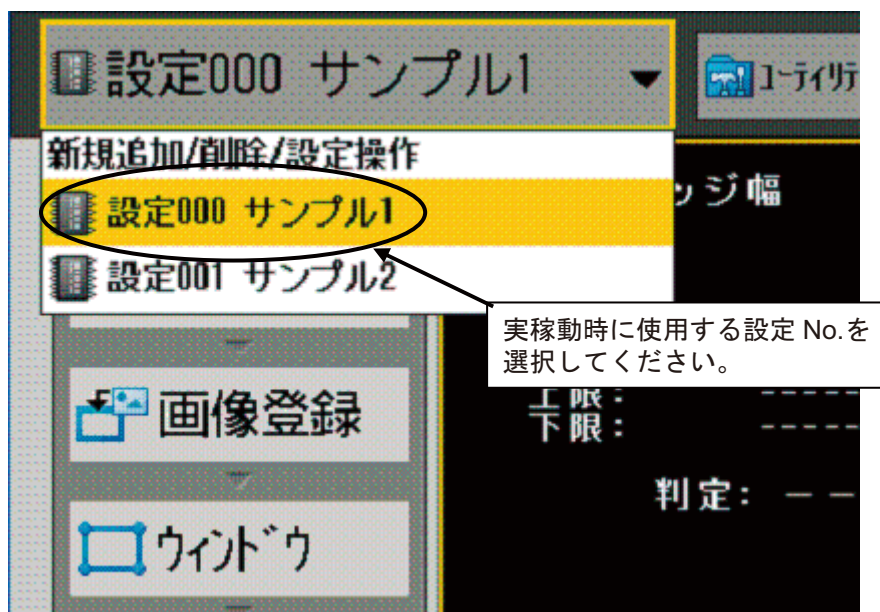 設定000 サンプル1
ユーティリテ
新規追加/削除/設定操作
設定000 サンプル1
設定001 サンプル2
ッジ幅
実稼動時に使用する設定 No.を
選択してください。
上限： -----
下限： -----
判定： － －
画像登録
ウィンドウ